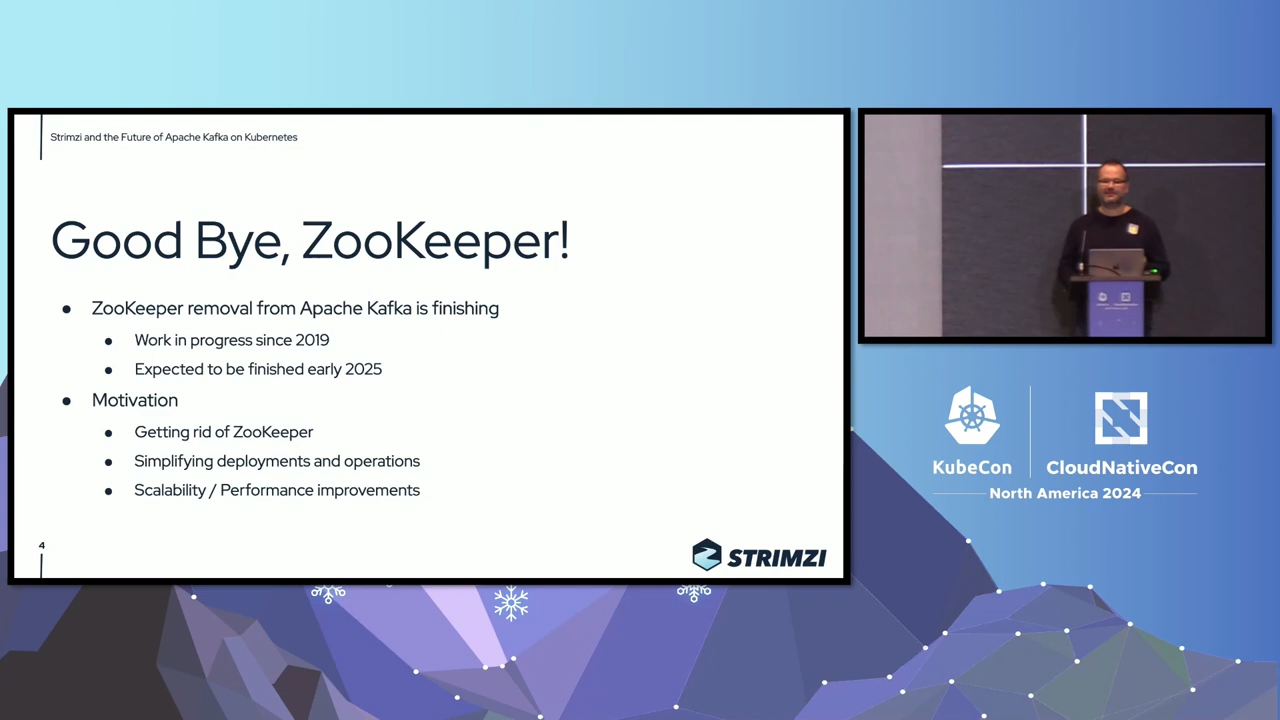 Strimzi and the Future of Apache Kafka on Kubernetes
Good Bye, ZooKeeper!
ZooKeeper removal from Apache Kafka is finishing
Work in progress since 2019
Expected to be finished early 2025
Motivation
Getting rid of ZooKeeper
Simplifying deployments and operations
Scalability / Performance improvements
4
STRIMZI
KubeCon
CloudNativeCon
North America 2024